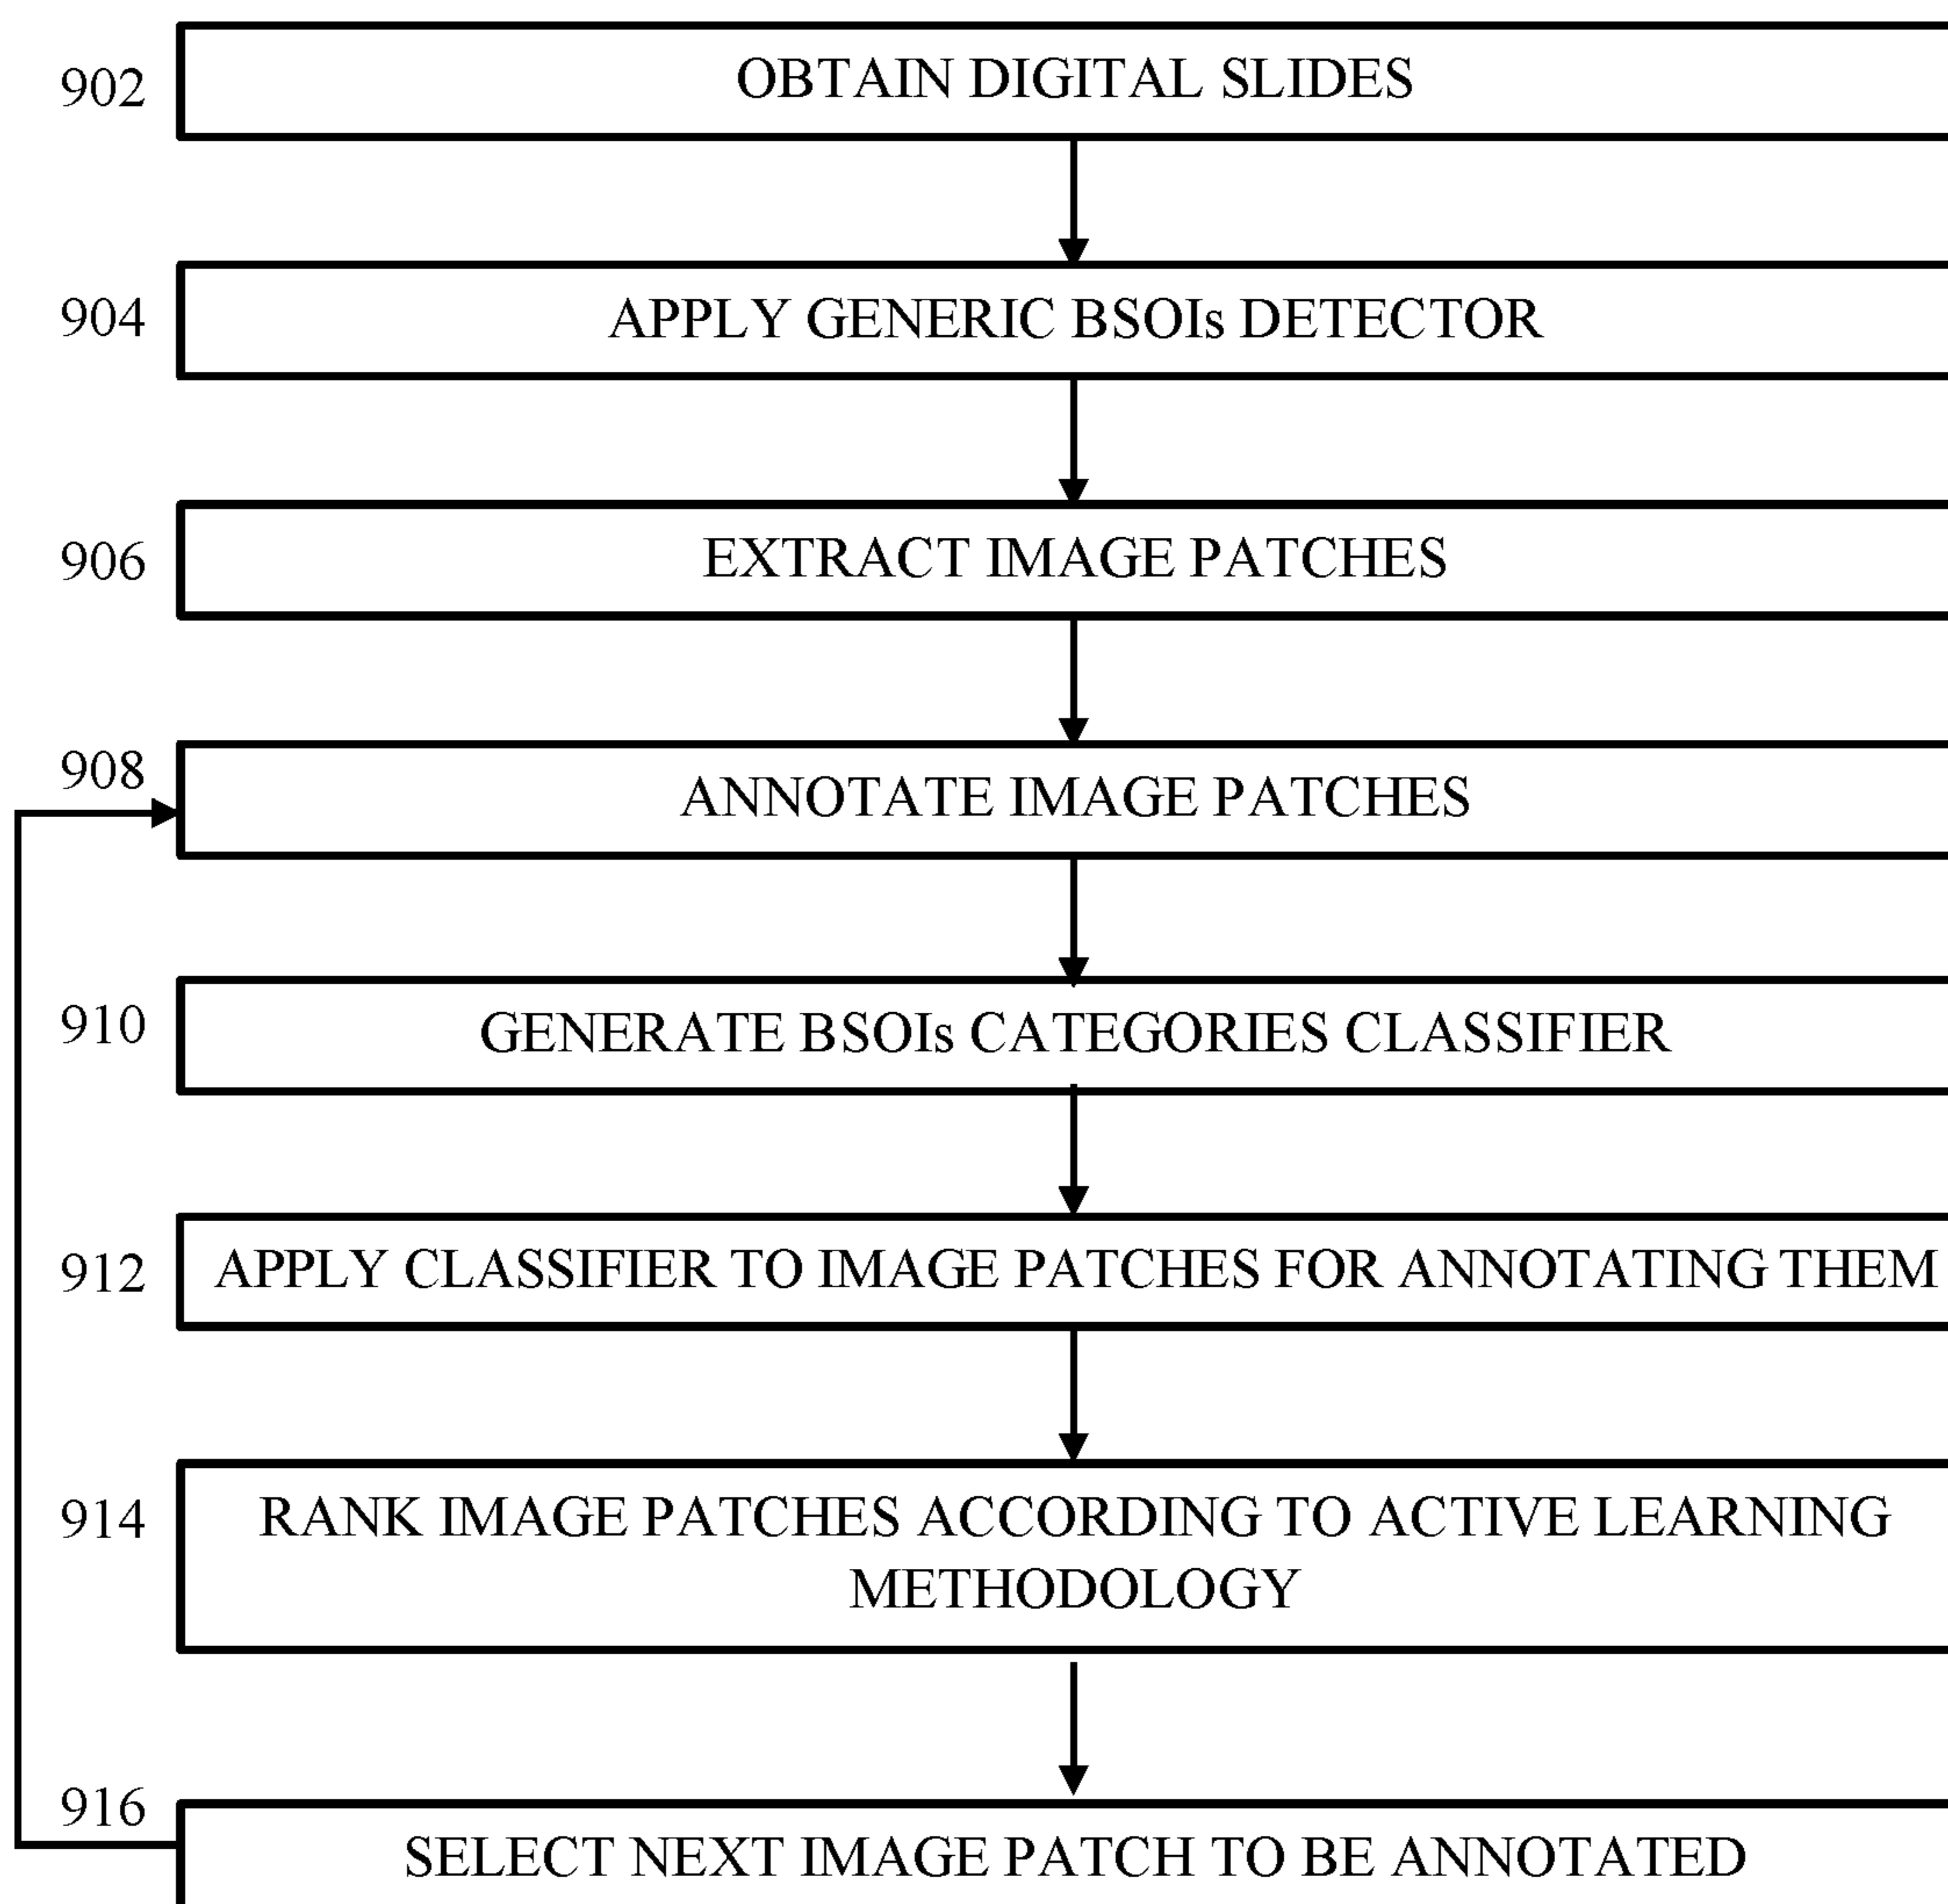 902
OBTAIN DIGITAL SLIDES
904
APPLY GENERIC BSOIs DETECTOR
906
EXTRACT IMAGE PATCHES
908
ANNOTATE IMAGE PATCHES
910
GENERATE BSOIs CATEGORIES CLASSIFIER
912
APPLY CLASSIFIER TO IMAGE PATCHES FOR ANNOTATING THEM
914
RANK IMAGE PATCHES ACCORDING TO ACTIVE LEARNING
METHODOLOGY
916
SELECT NEXT IMAGE PATCH TO BE ANNOTATED